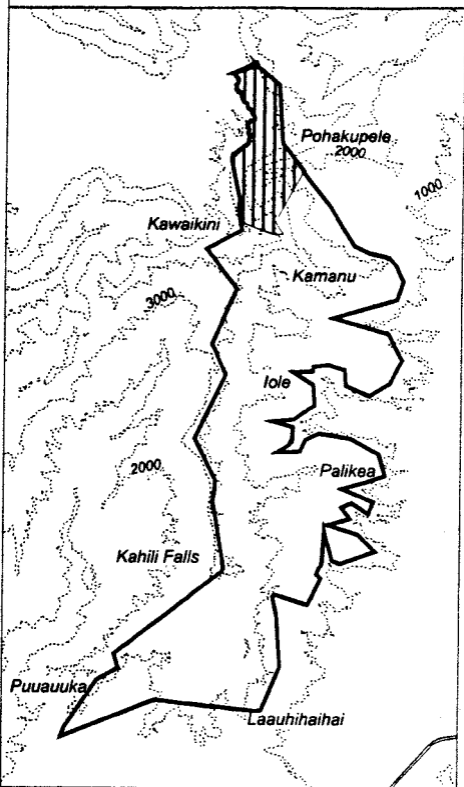 Pohakupele
2000
1000
Kawaikini
Kamanu
3000
Iole
2000
Palikea
Kahili Falls
Puuauuka
Laauhihaihai